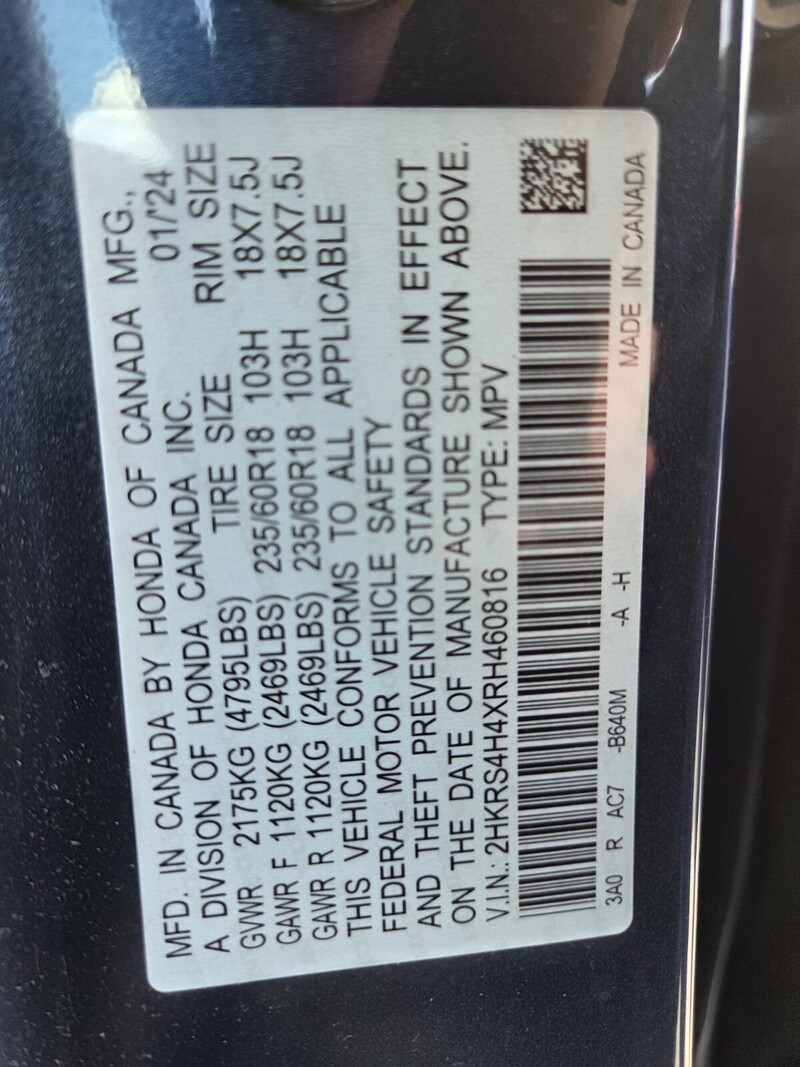 MFD. IN CANADA BY HONDA OF CANADA MFG.,
A DIVISION OF HONDA CANADA INC. 01/'24
TIRE SIZE RIM SIZE
GVWR 2175KG (4795LBS)
GAWR F 1120KG (2469LBS) 235/60R18 103H 18X7.5J
GAWR R 1120KG (2469LBS) 235/60R18 103H 18X7.5J
THIS VEHICLE CONFORMS TO ALL APPLICABLE
FEDERAL MOTOR VEHICLE SAFETY
AND THEFT PREVENTION STANDARDS IN EFFECT
ON THE DATE OF MANUFACTURE SHOWN ABOVE.
V.I.N.: 2HKRS4H4XRH460816 TYPE: MPV
3A0 R AC7 -B640M -A -H MADE IN CANADA